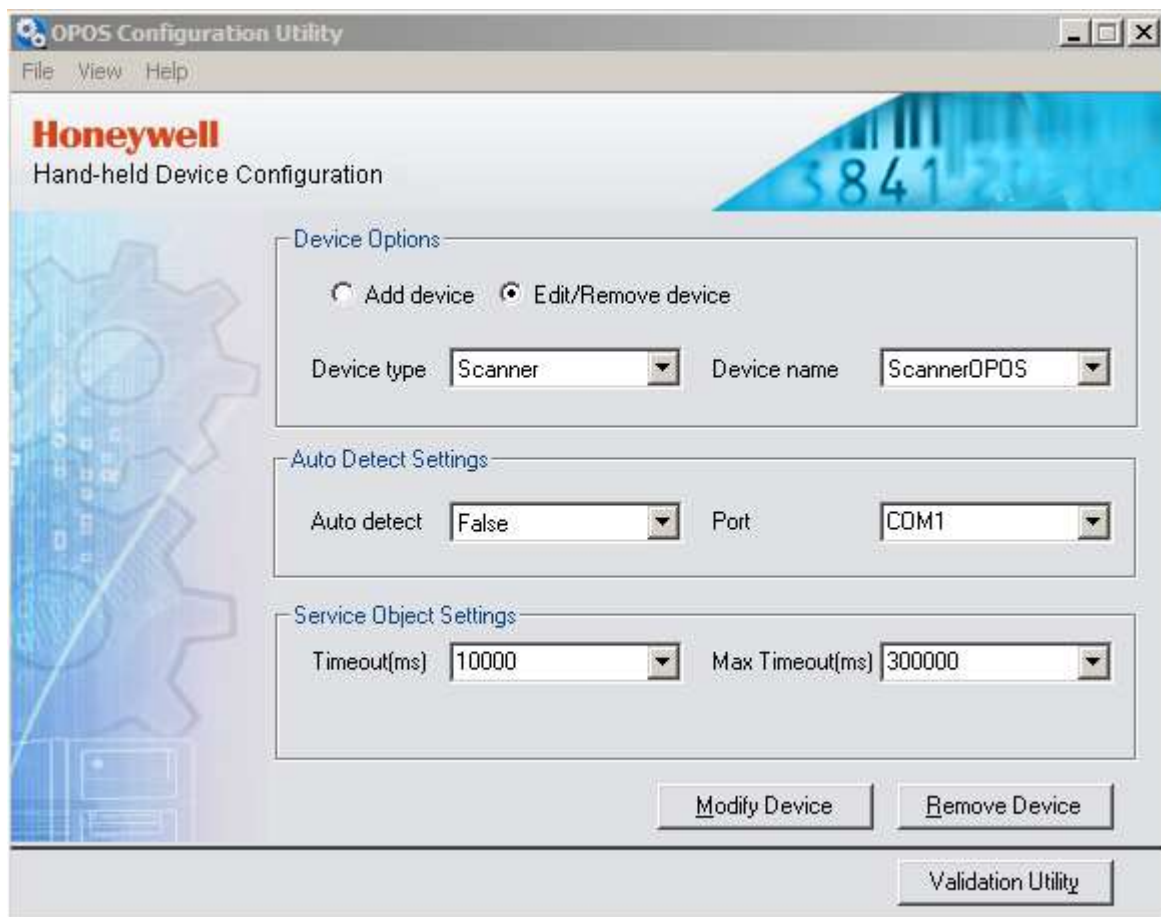 OPOS Configuration Utility
File View Help
Honeywell
Hand-held Device Configuration
3841
Device Options
Add device Edit/Remove device
Device type Scanner Device name ScannerOPOS
Auto Detect Settings
Auto detect False Port COM1
Service Object Settings
Timeout(ms) 10000 Max Timeout(ms) 300000
Modify Device Remove Device
Validation Utility